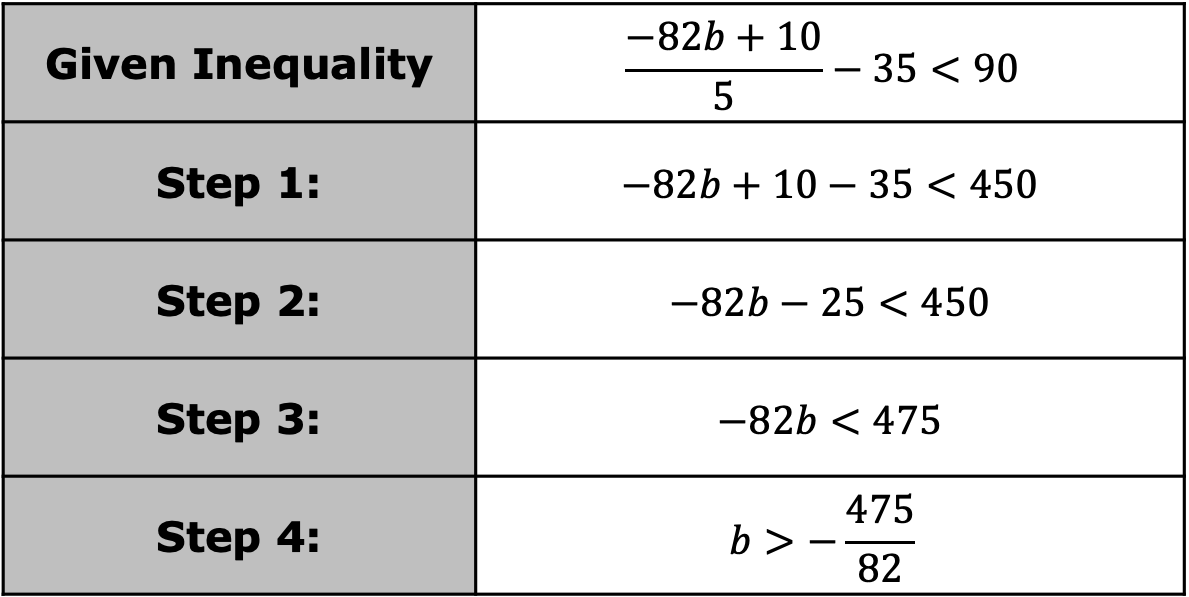 Given Inequality
−82b + 10
5
− 35 < 90
Step 1:
−82b + 10 − 35 < 450
Step 2:
−82b − 25 < 450
Step 3:
−82b < 475
Step 4:
b > −
475
82